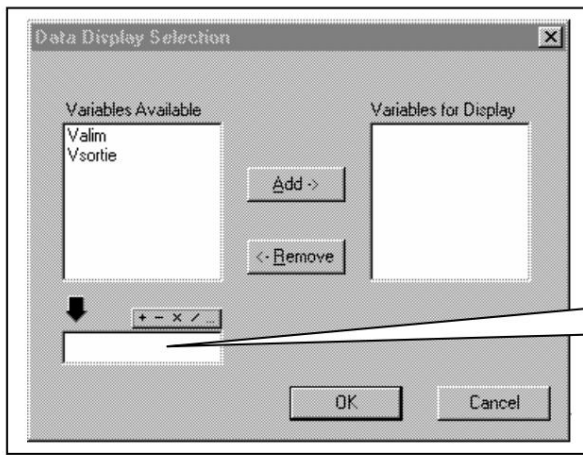 Data Display Selection
Variables Available
Variables for Display
Valim
Vsortie
Add ->
<- Remove
+ - × / ...
OK
Cancel